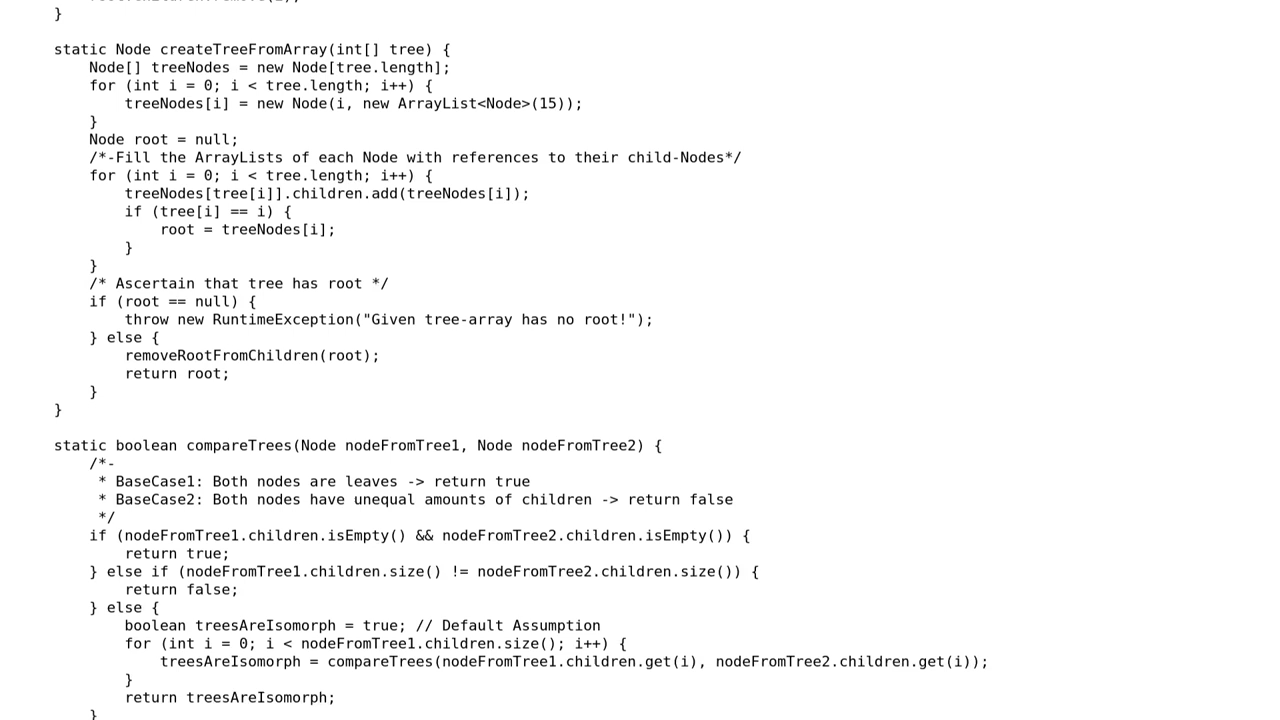 }

    static Node createTreeFromArray(int[] tree) {
        Node[] treeNodes = new Node[tree.length];
        for (int i = 0; i < tree.length; i++) {
            treeNodes[i] = new Node(i, new ArrayList<Node>(15));
        }
        Node root = null;
        /*-Fill the ArrayLists of each Node with references to their child-Nodes*/
        for (int i = 0; i < tree.length; i++) {
            treeNodes[tree[i]].children.add(treeNodes[i]);
            if (tree[i] == i) {
                root = treeNodes[i];
            }
        }
        /* Ascertain that tree has root */
        if (root == null) {
            throw new RuntimeException("Given tree-array has no root!");
        } else {
            removeRootFromChildren(root);
            return root;
        }
    }

    static boolean compareTrees(Node nodeFromTree1, Node nodeFromTree2) {
        /*-
         * BaseCase1: Both nodes are leaves -> return true
         * BaseCase2: Both nodes have unequal amounts of children -> return false
         */
        if (nodeFromTree1.children.isEmpty() && nodeFromTree2.children.isEmpty()) {
            return true;
        } else if (nodeFromTree1.children.size() != nodeFromTree2.children.size()) {
            return false;
        } else {
            boolean treesAreIsomorph = true; // Default Assumption
            for (int i = 0; i < nodeFromTree1.children.size(); i++) {
                treesAreIsomorph = compareTrees(nodeFromTree1.children.get(i), nodeFromTree2.children.get(i));
            }
            return treesAreIsomorph;
        }